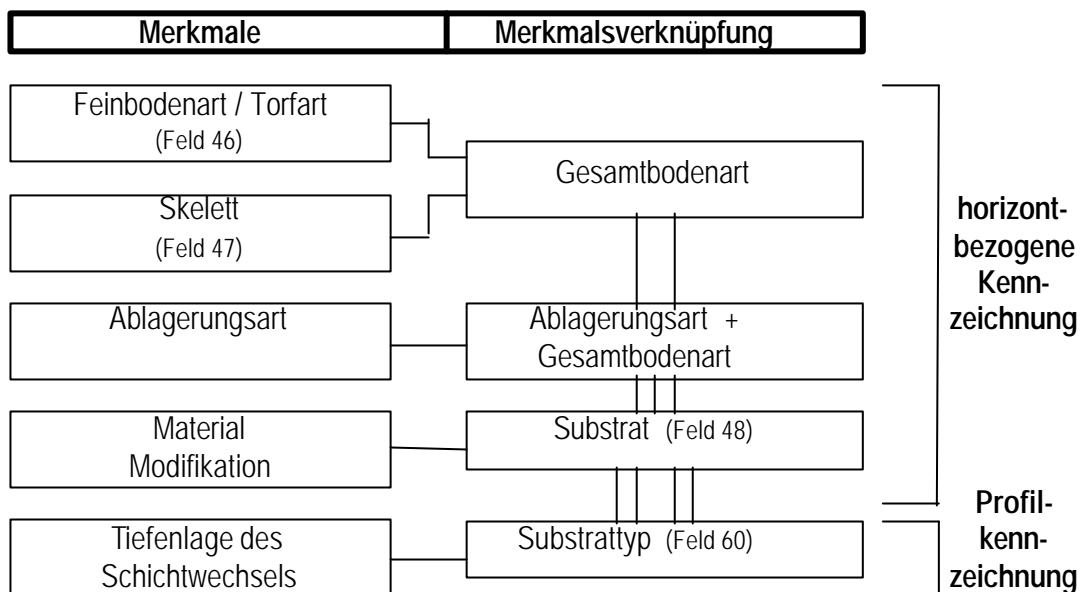 Merkmale
Merkmalsverknüpfung
Feinbodenart / Torfart
(Feld 46)
Gesamtbodenart
Skelett
(Feld 47)
horizont-
bezogene
Kenn-
zeichnung
Ablagerungsart
Ablagerungsart +
Gesamtbodenart
Material
Modifikation
Substrat (Feld 48)
Tiefenlage des
Schichtwechsels
Substrattyp (Feld 60)
Profil-
kenn-
zeichnung